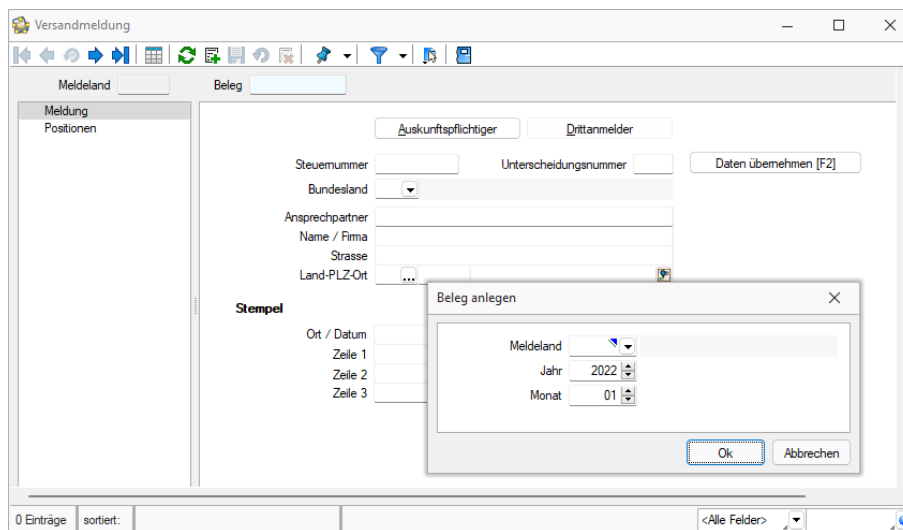 Versandmeldung
Meldeland Beleg
Meldung
Positionen
Auskunftspflichtiger Drittanmelder
Steuernummer Unterscheidungsnummer Daten übernehmen [F2]
Bundesland
Ansprechpartner
Name / Firma
Strasse
Land-PLZ-Ort ...
Beleg anlegen
Stempel
Ort / Datum
Meldeland
Zeile 1
Jahr 2022
Zeile 2
Monat 01
Zeile 3
Ok Abbrechen
0 Einträge sortiert: <Alle Felder>